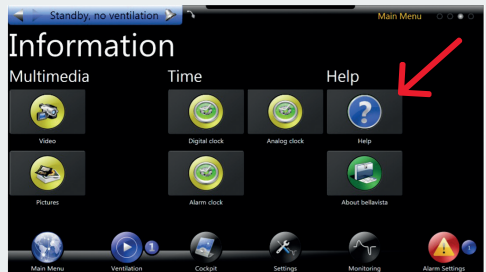 Standby, no ventilation
Main Menu
Information
Multimedia
Time
Help
Video
Digital clock
Analog clock
Help
Pictures
Alarm clock
About bellavista
1
Main Menu
Ventilation
Cockpit
Settings
Monitoring
Alarm Settings